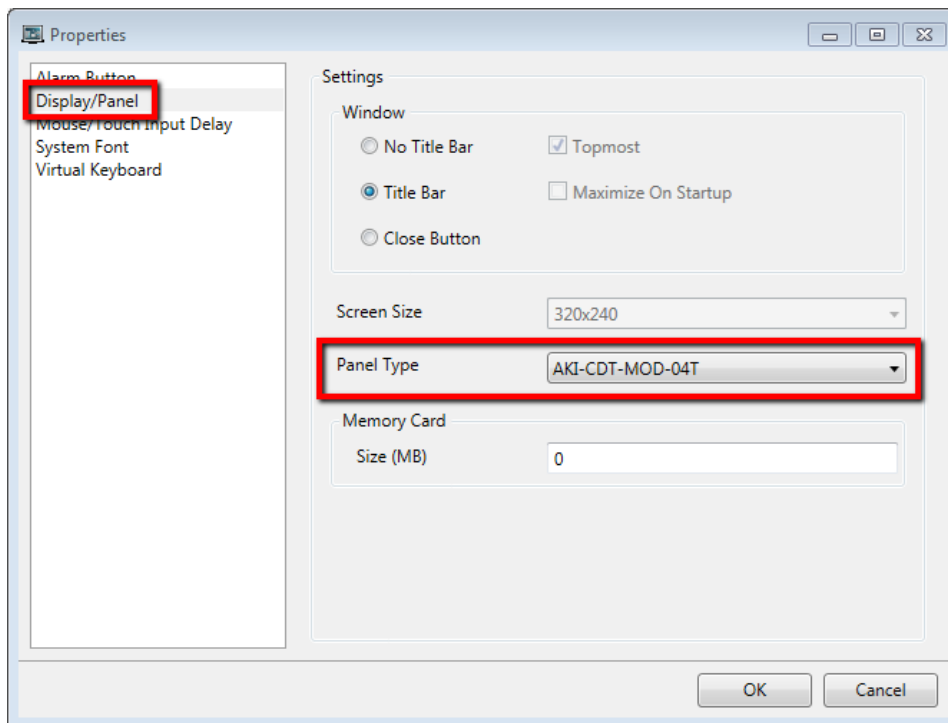 Properties
Alarm Button
Display/Panel
Mouse/Touch Input Delay
System Font
Virtual Keyboard
Settings
Window
No Title Bar
Topmost
Title Bar
Maximize On Startup
Close Button
Screen Size
320x240
Panel Type
AKI-CDT-MOD-04T
Memory Card
Size (MB)
0
OK
Cancel